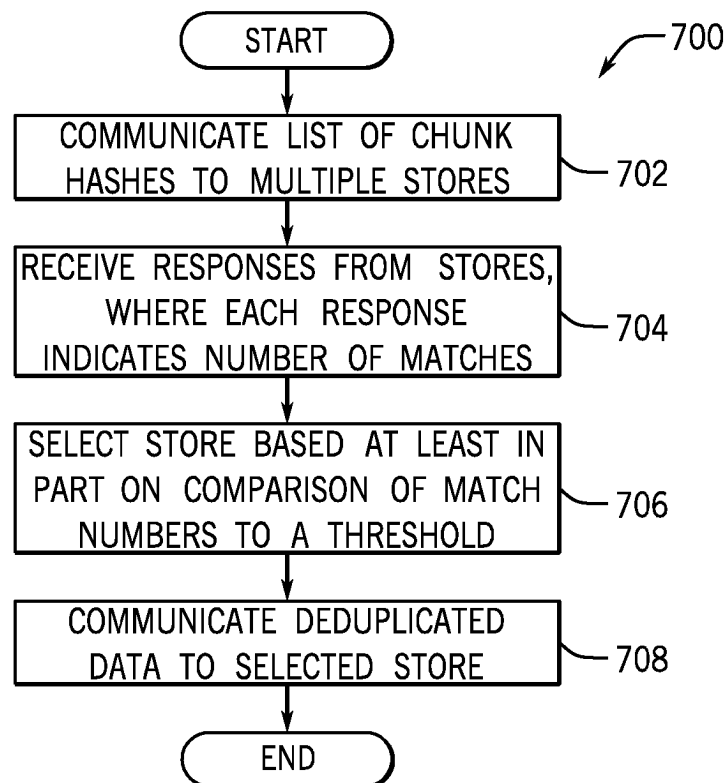 START
700
COMMUNICATE LIST OF CHUNK
HASHES TO MULTIPLE STORES
702
RECEIVE RESPONSES FROM STORES,
WHERE EACH RESPONSE
INDICATES NUMBER OF MATCHES
704
SELECT STORE BASED AT LEAST IN
PART ON COMPARISON OF MATCH
NUMBERS TO A THRESHOLD
706
COMMUNICATE DEDUPLICATED
DATA TO SELECTED STORE
708
END